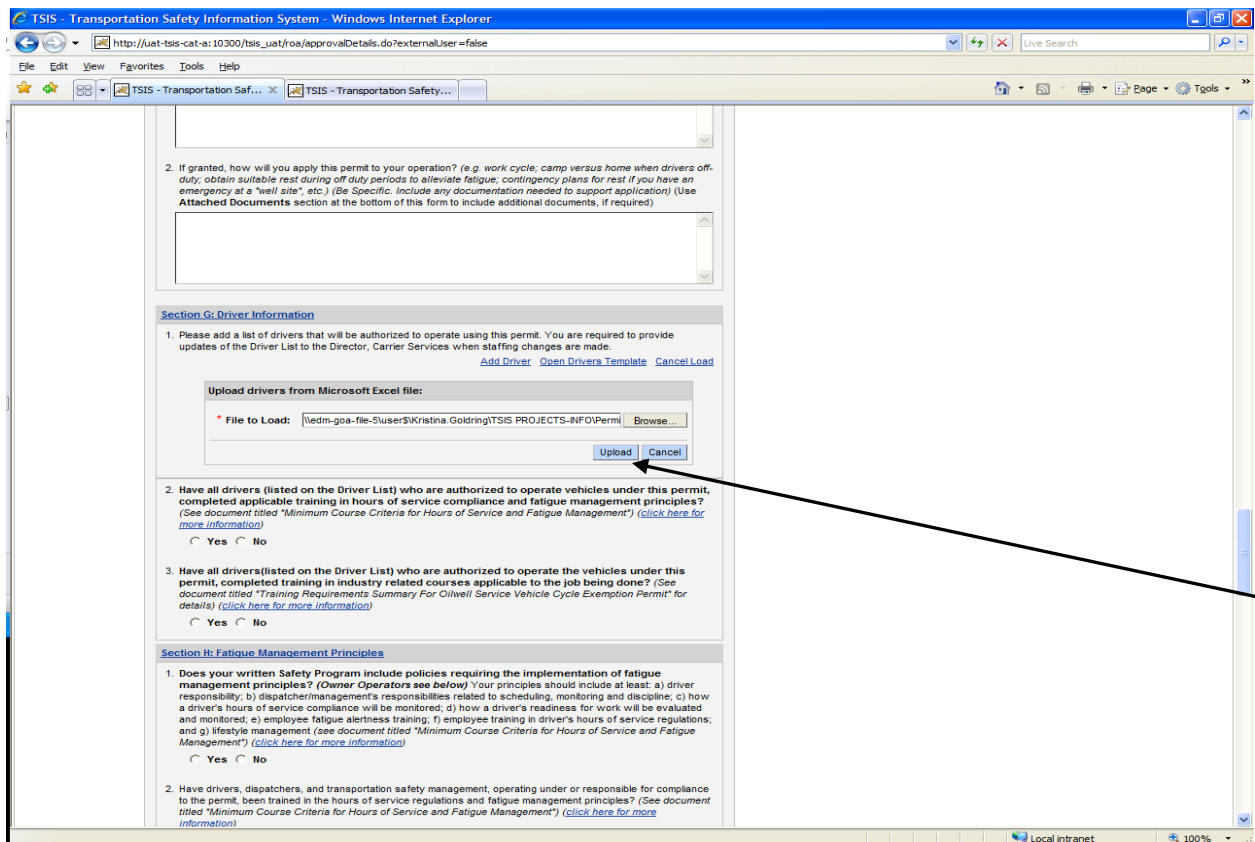 TSIS - Transportation Safety Information System - Windows Internet Explorer
http://uat-tsis-cat-a:10300/tsis_uat/roa/approvalDetails.do?externalUser=false
Live Search
File Edit View Favorites Tools Help
TSIS - Transportation Saf... TSIS - Transportation Safety...
Page Tools
2. If granted, how will you apply this permit to your operation? (e.g. work cycle; camp versus home when drivers off-
duty; obtain suitable rest during off duty periods to alleviate fatigue; contingency plans for rest if you have an
emergency at a "well site", etc.) (Be Specific. Include any documentation needed to support application) (Use
Attached Documents section at the bottom of this form to include additional documents, if required)
Section G: Driver Information
1. Please add a list of drivers that will be authorized to operate using this permit. You are required to provide
updates of the Driver List to the Director, Carrier Services when staffing changes are made.
Add Driver Open Drivers Template Cancel Load
Upload drivers from Microsoft Excel file:
* File to Load: \\edm-goa-file-5\user$\Kristina.Goldring\TSIS PROJECTS-INFO\Permi Browse...
Upload Cancel
2. Have all drivers (listed on the Driver List) who are authorized to operate vehicles under this permit,
completed applicable training in hours of service compliance and fatigue management principles?
(See document titled "Minimum Course Criteria for Hours of Service and Fatigue Management") (click here for
more information)
Yes No
3. Have all drivers(listed on the Driver List) who are authorized to operate the vehicles under this
permit, completed training in industry related courses applicable to the job being done? (See
document titled "Training Requirements Summary For Oilwell Service Vehicle Cycle Exemption Permit" for
details) (click here for more information)
Yes No
Section H: Fatigue Management Principles
1. Does your written Safety Program include policies requiring the implementation of fatigue
management principles? (Owner Operators see below) Your principles should include at least: a) driver
responsibility; b) dispatcher/management's responsibilities related to scheduling, monitoring and discipline; c) how
a driver's hours of service compliance will be monitored; d) how a driver's readiness for work will be evaluated
and monitored; e) employee fatigue alertness training; f) employee training in driver's hours of service regulations;
and g) lifestyle management (see document titled "Minimum Course Criteria for Hours of Service and Fatigue
Management") (click here for more information)
Yes No
2. Have drivers, dispatchers, and transportation safety management, operating under or responsible for compliance
to the permit, been trained in the hours of service regulations and fatigue management principles? (See document
titled "Minimum Course Criteria for Hours of Service and Fatigue Management") (click here for more
information)
Local intranet 100%